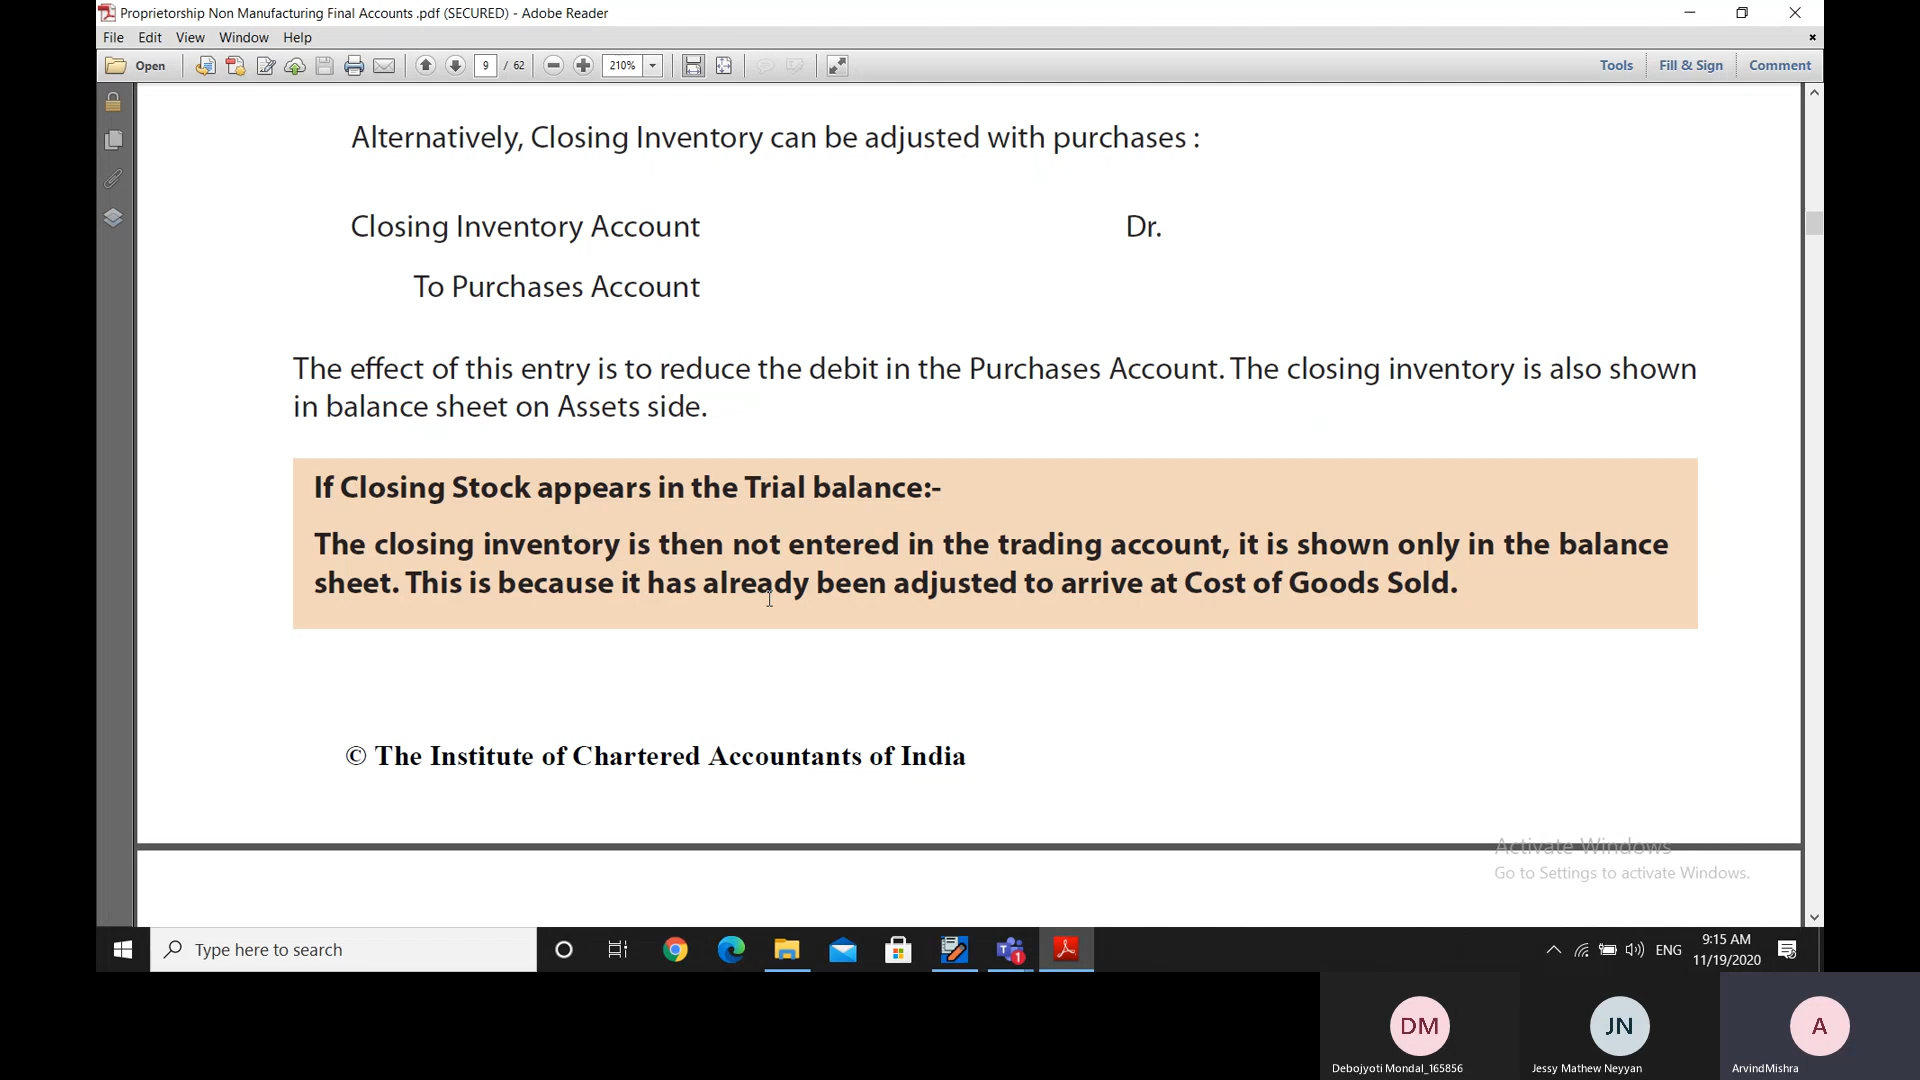 Proprietorship Non Manufacturing Final Accounts .pdf (SECURED) - Adobe Reader
File Edit View Window Help
Open 9 / 62 210% Tools Fill & Sign Comment
Alternatively, Closing Inventory can be adjusted with purchases :
Closing Inventory Account Dr.
To Purchases Account
The effect of this entry is to reduce the debit in the Purchases Account. The closing inventory is also shown
in balance sheet on Assets side.
If Closing Stock appears in the Trial balance:-
The closing inventory is then not entered in the trading account, it is shown only in the balance
sheet. This is because it has already been adjusted to arrive at Cost of Goods Sold.
© The Institute of Chartered Accountants of India
Activate Windows
Go to Settings to activate Windows.
Type here to search
1
ENG
9:15 AM
11/19/2020
DM JN A
Debojyoti Mondal_165856 Jessy Mathew Neyyan ArvindMishra